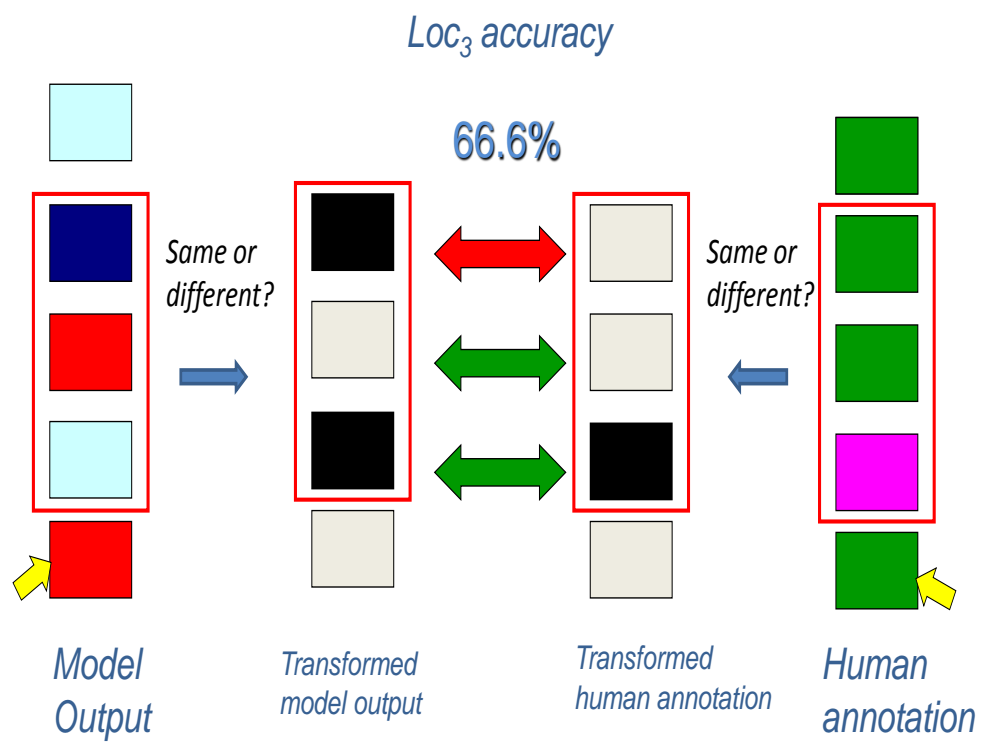 Loc3 accuracy
66.6%
Same or
different?
Same or
different?
Model
Output
Transformed
model output
Transformed
human annotation
Human
annotation